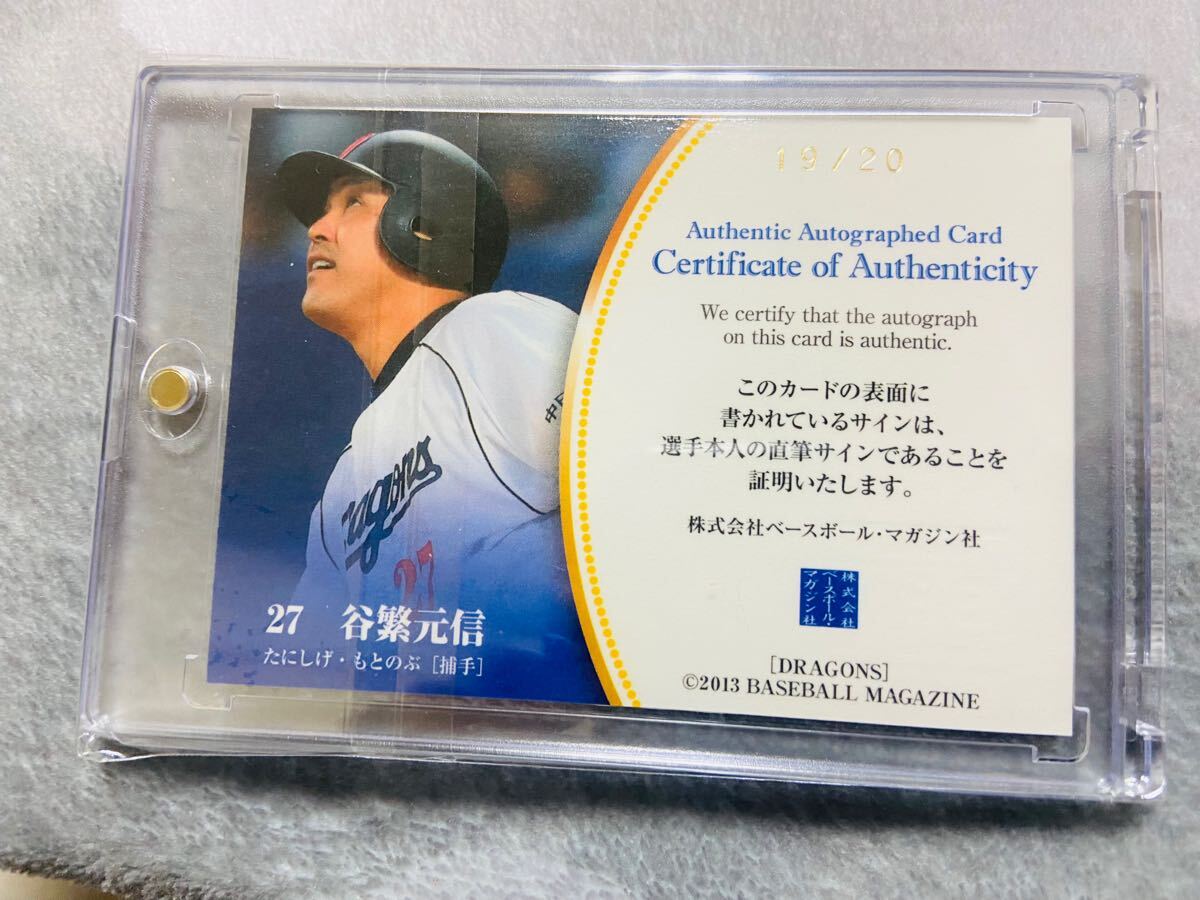 19/20
Authentic Autographed Card
Certificate of Authenticity
We certify that the autograph
on this card is authentic.
このカードの表面に
書かれているサインは、
選手本人の直筆サインであることを
証明いたします。
株式会社ベースボール・マガジン社
株式会社
ベースボール・
マガジン社
[DRAGONS]
©2013 BASEBALL MAGAZINE
中日
ragons
27
27 谷繁元信
たにしげ・もとのぶ [捕手]